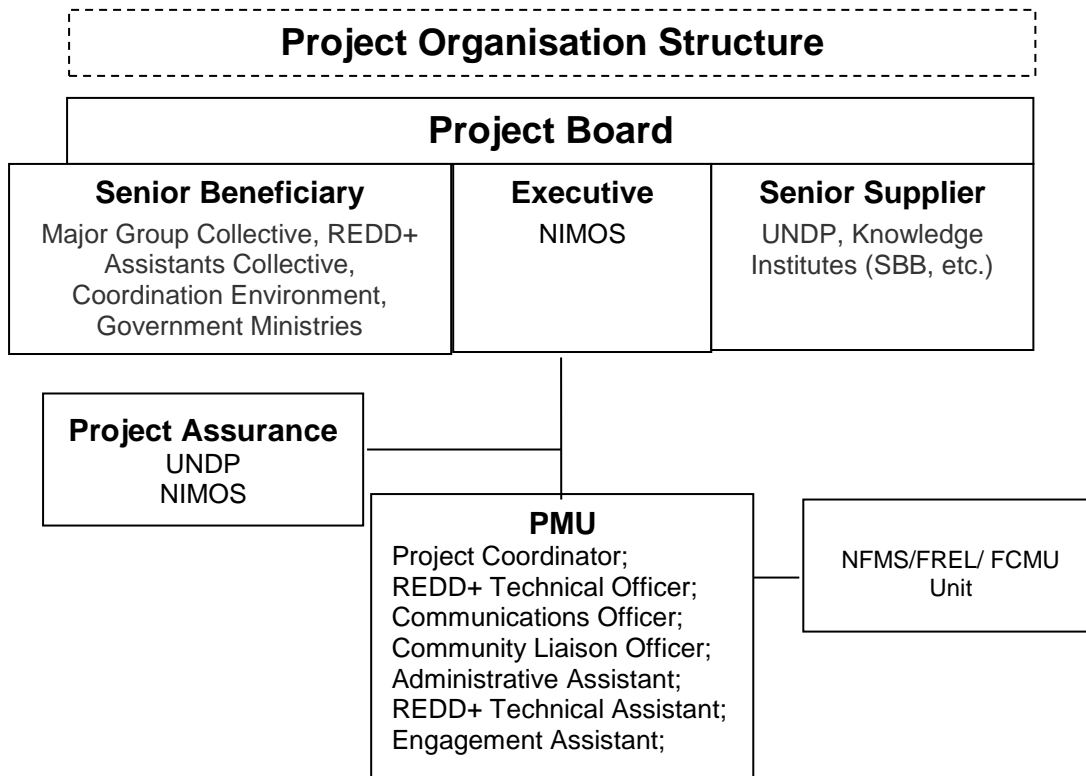 Project Organisation Structure
Project Board
Senior Beneficiary
Major Group Collective, REDD+
Assistants Collective,
Coordination Environment,
Government Ministries
Executive
NIMOS
Senior Supplier
UNDP, Knowledge
Institutes (SBB, etc.)
Project Assurance
UNDP
NIMOS
PMU
Project Coordinator;
REDD+ Technical Officer;
Communications Officer;
Community Liaison Officer;
Administrative Assistant;
REDD+ Technical Assistant;
Engagement Assistant;
NFMS/FREL/ FCMU
Unit